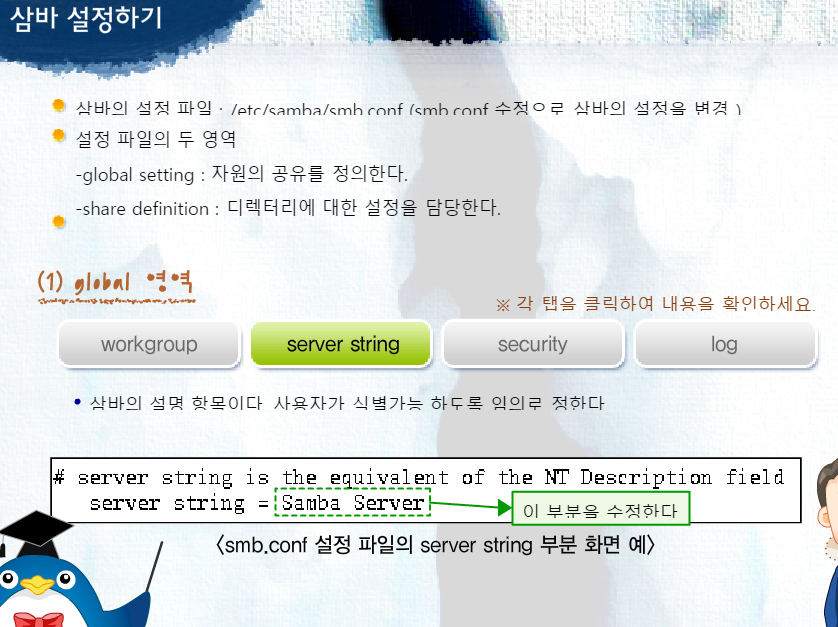 삼바 설정하기
삼바의 설정 파일 : /etc/samba/smb.conf (smb.conf 수정으로 삼바의 설정을 변경 )
설정 파일의 두 영역
-global setting : 자원의 공유를 정의한다.
-share definition : 디렉터리에 대한 설정을 담당한다.
(1) global 영역
※ 각 탭을 클릭하여 내용을 확인하세요.
workgroup server string security log
삼바의 설명 항목이다. 사용자가 식별가능 하도록 임의로 정한다
# server string is the equivalent of the NT Description field
server string = Samba Server
이 부분을 수정한다
〈smb.conf 설정 파일의 server string 부분 화면 예〉